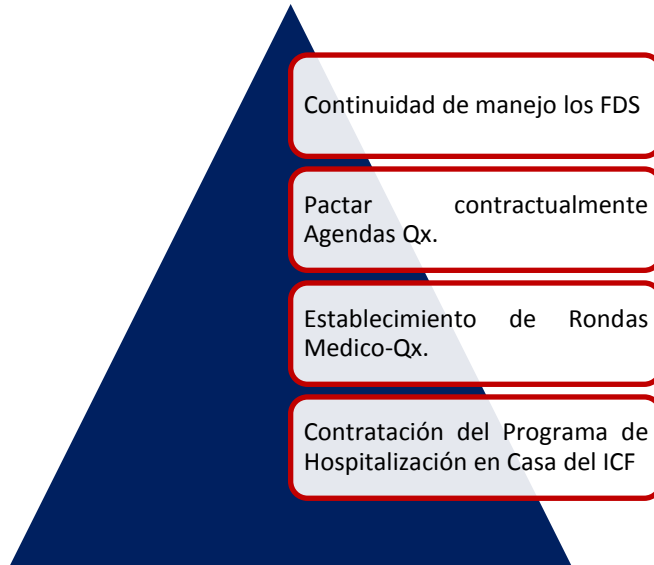 Continuidad de manejo los FDS
Pactar contractualmente
Agendas Qx.
Establecimiento de Rondas
Medico-Qx.
Contratación del Programa de
Hospitalización en Casa del ICF